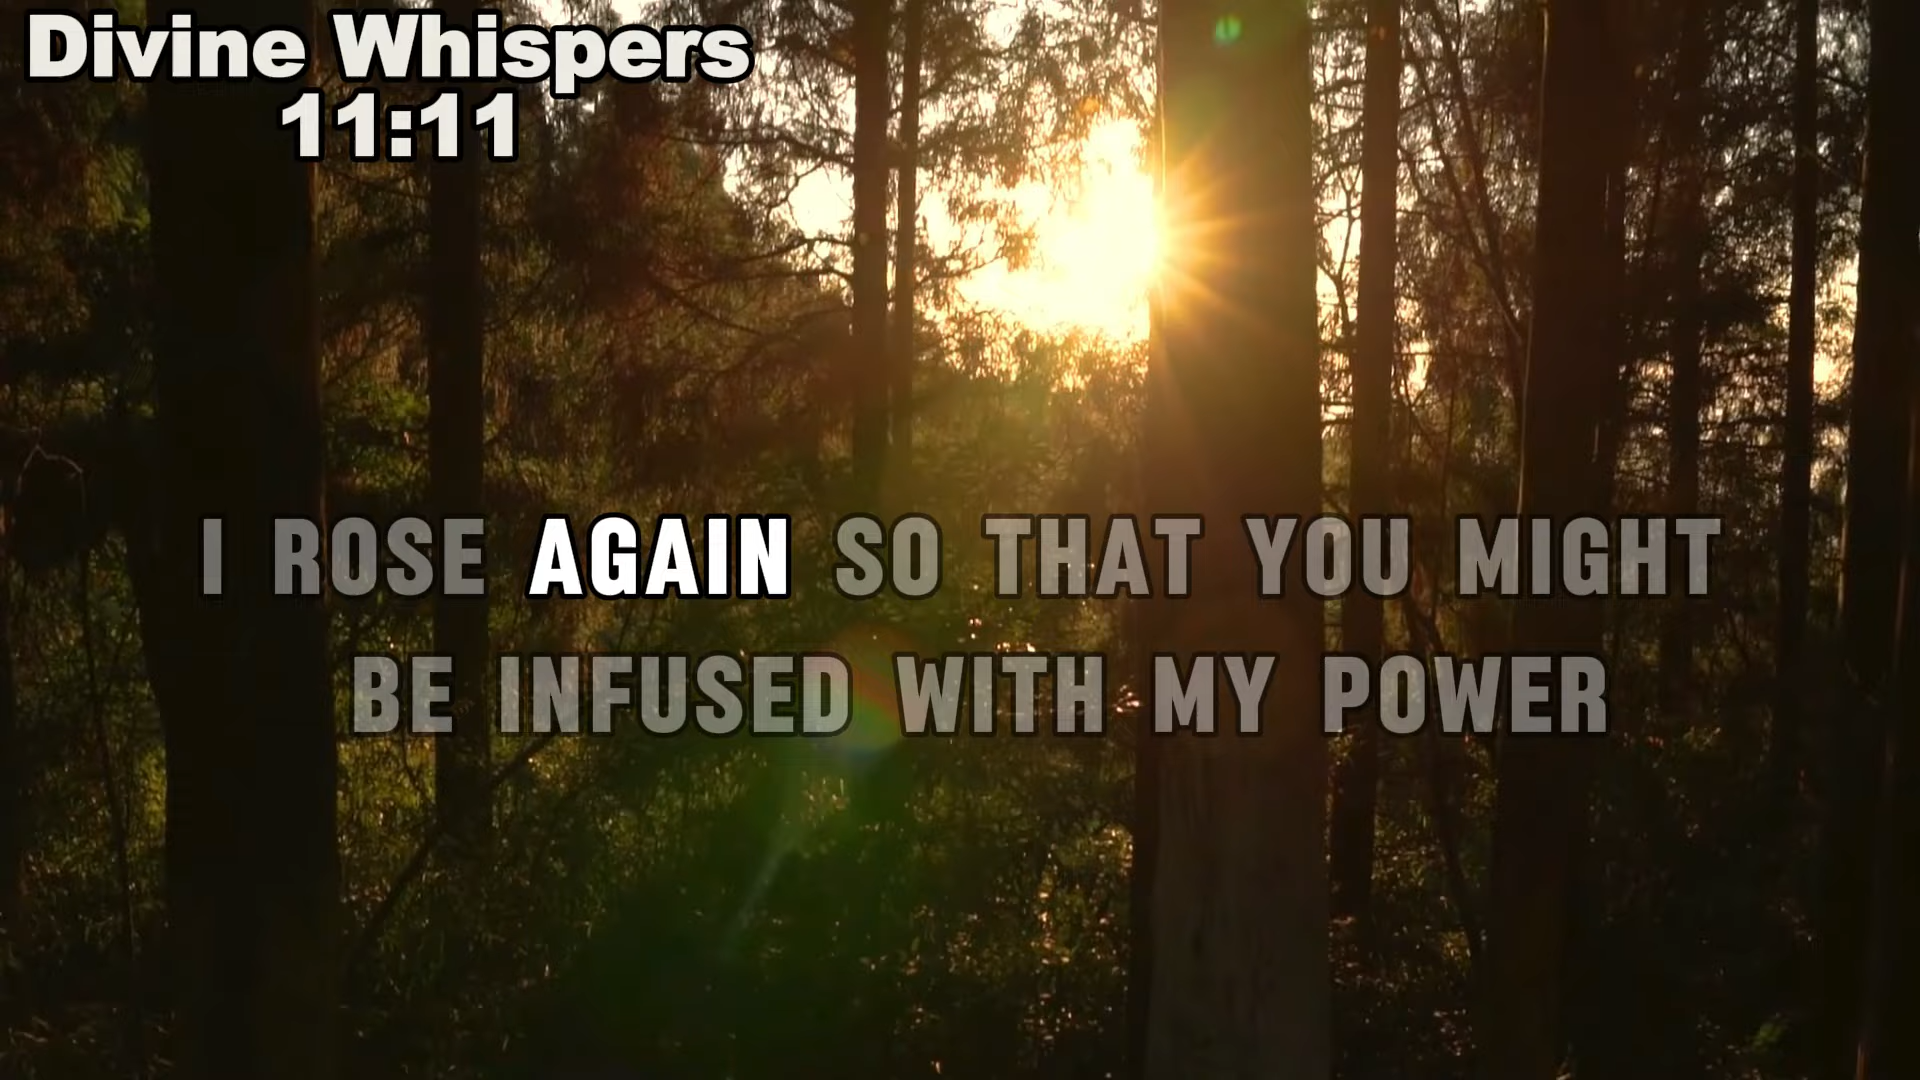 Divine Whispers
11:11
I ROSE AGAIN SO THAT YOU MIGHT
BE INFUSED WITH MY POWER